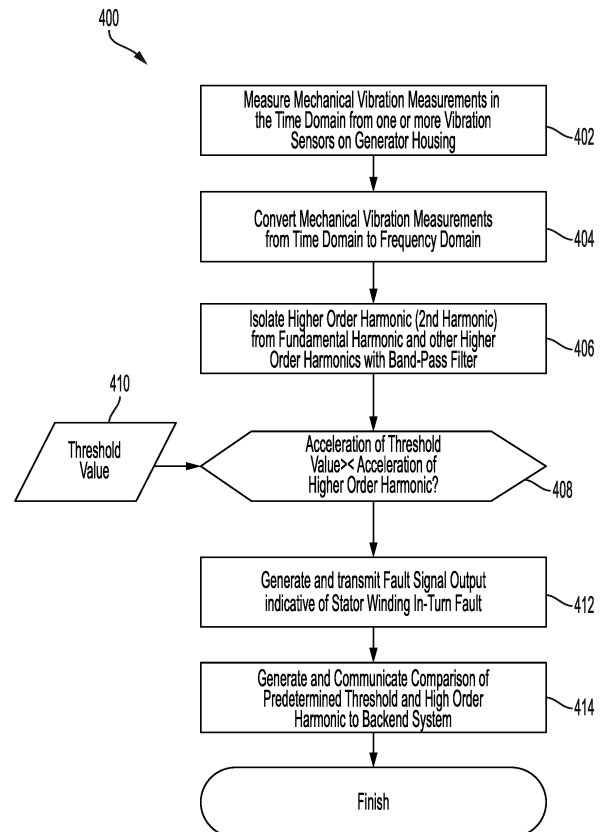 400
Measure Mechanical Vibration Measurements in
the Time Domain from one or more Vibration
Sensors on Generator Housing
402
Convert Mechanical Vibration Measurements
from Time Domain to Frequency Domain
404
Isolate Higher Order Harmonic (2nd Harmonic)
from Fundamental Harmonic and other Higher
Order Harmonics with Band-Pass Filter
406
410
Threshold
Value
Acceleration of Threshold
Value>< Acceleration of
Higher Order Harmonic?
408
Generate and transmit Fault Signal Output
indicative of Stator Winding In-Turn Fault
412
Generate and Communicate Comparison of
Predetermined Threshold and High Order
Harmonic to Backend System
414
Finish